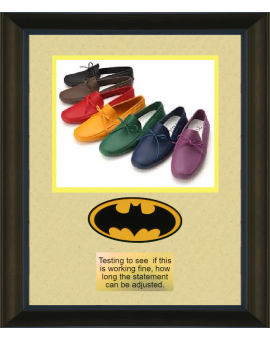 Testing to see if this
is working fine, how
long the statement
can be adjusted.